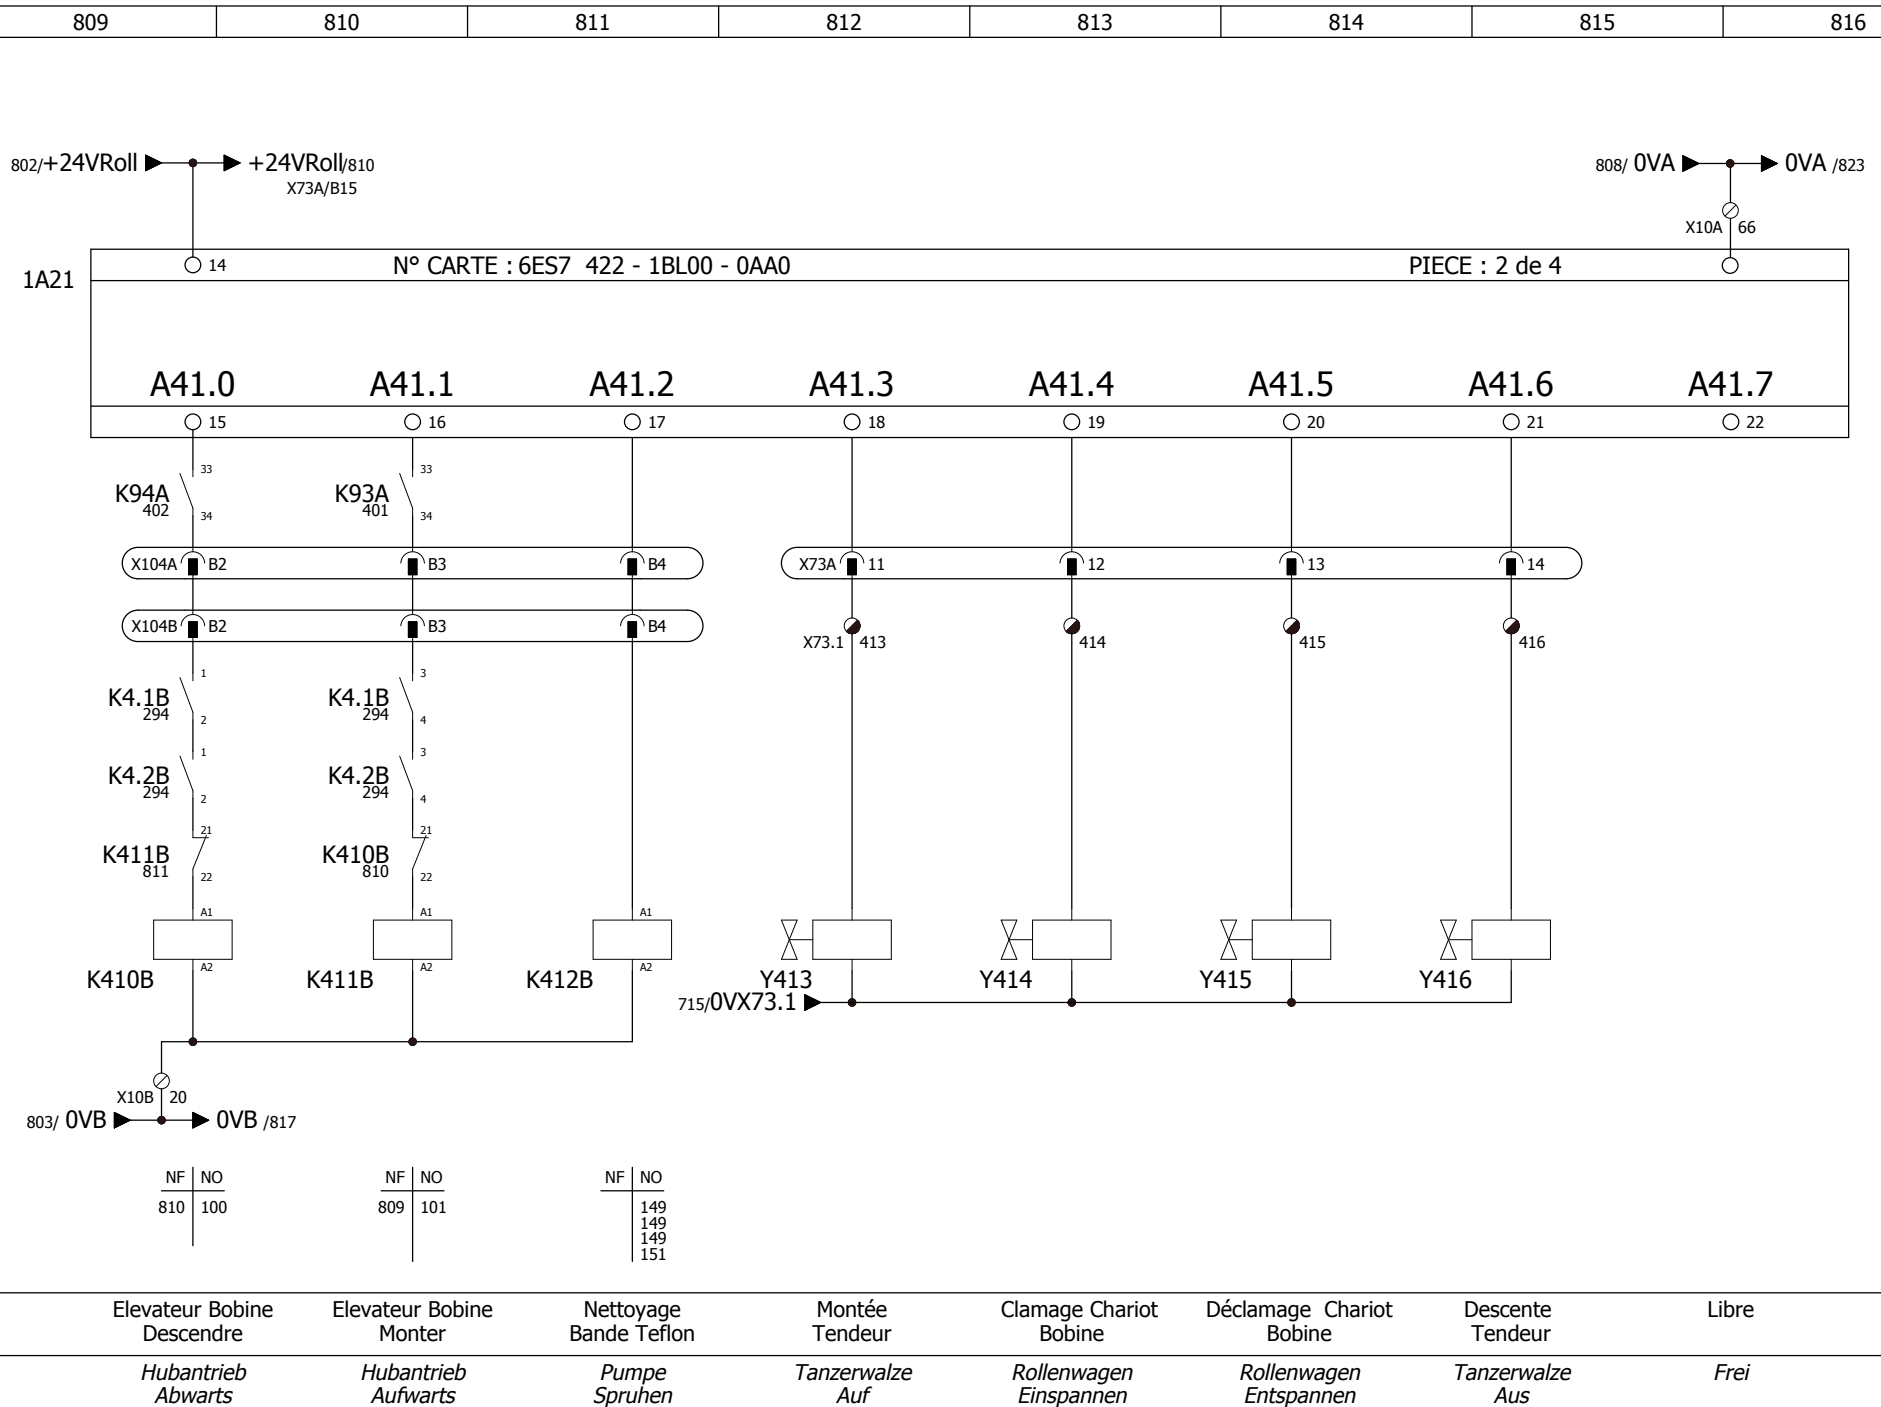 809 810 811 812 813 814 815 816
802/+24VRoll +24VRoll/810 808/ 0VA 0VA /823
X73A/B15
X10A 66
1A21 14 N° CARTE : 6ES7 422 - 1BL00 - 0AA0 PIECE : 2 de 4
A41.0 A41.1 A41.2 A41.3 A41.4 A41.5 A41.6 A41.7
15 16 17 18 19 20 21 22
33 33
K94A K93A
402 401
34 34
X104A B2 B3 B4 X73A 11 12 13 14
X104B B2 B3 B4
X73.1 413 414 415 416
1 3
K4.1B K4.1B
294 294
2 4
1 3
K4.2B K4.2B
294 294
2 4
21 21
K411B K410B
811 810
22 22
A1 A1 A1
A2 A2 A2
K410B K411B K412B Y413 Y414 Y415 Y416
715/0VX73.1
X10B 20
803/ 0VB 0VB /817
NF NO NF NO NF NO
810 100 809 101 149
149
149
151
Elevateur Bobine Elevateur Bobine Nettoyage Montée Clamage Chariot Déclamage Chariot Descente Libre
Descendre Monter Bande Teflon Tendeur Bobine Bobine Tendeur
Hubantrieb Hubantrieb Pumpe Tanzerwalze Rollenwagen Rollenwagen Tanzerwalze Frei
Abwarts Aufwarts Spruhen Auf Einspannen Entspannen Aus